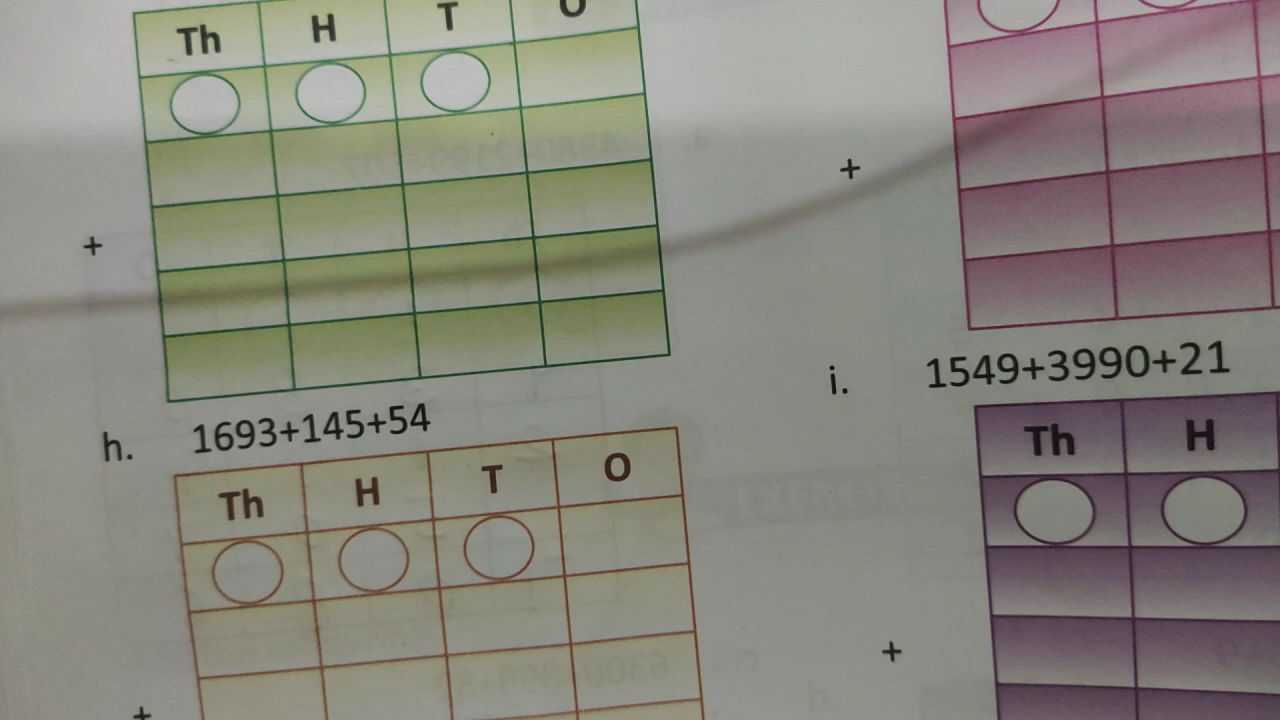 Th H T O
+
+
h. 1693+145+54
i. 1549+3990+21
Th H T O
Th H
+
+